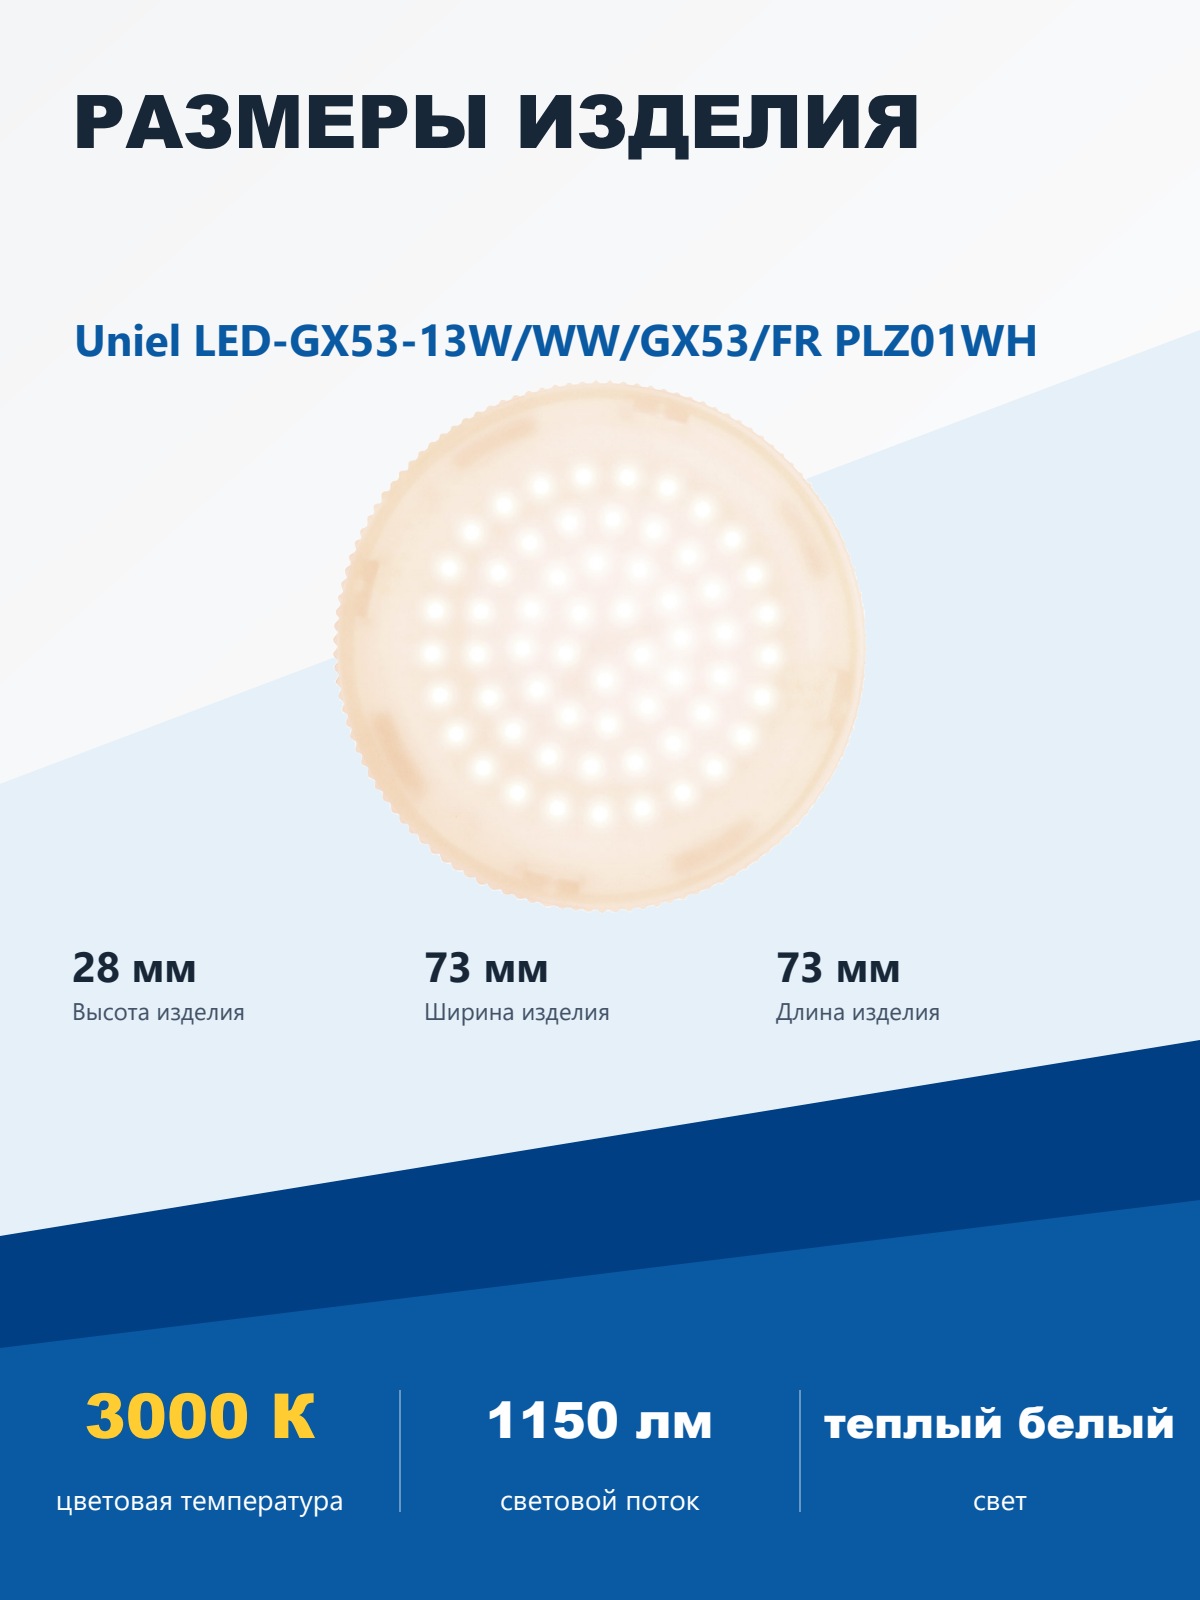 РАЗМЕРЫ ИЗДЕЛИЯ
Uniel LED-GX53-13W/WW/GX53/FR PLZ01WH
28 мм
Высота изделия
73 мм
Ширина изделия
73 мм
Длина изделия
3000 К
цветовая температура
1150 лм
световой поток
теплый белый
свет